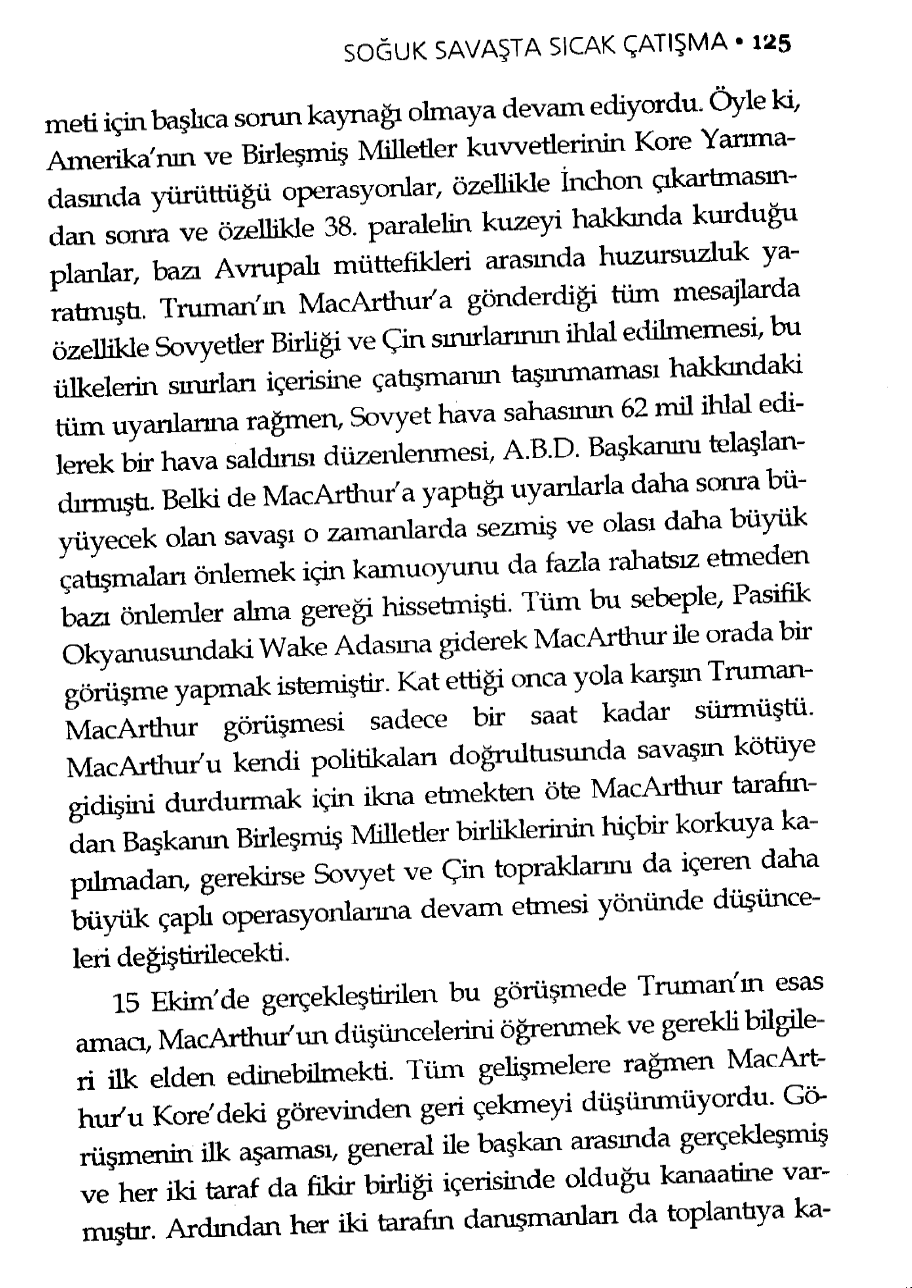 SOĞUK SAVAŞTA SICAK ÇATIŞMA • 125
meti için başlıca sorun kaynağı olmaya devam ediyordu. Öyle ki,
Amerika'nın ve Birleşmiş Milletler kuvvetlerinin Kore Yarıma-
dasında yürüttüğü operasyonlar, özellikle İnchon çıkartmasın-
dan sonra ve özellikle 38. paralelin kuzeyi hakkında kurduğu
planlar, bazı Avrupalı müttefikleri arasında huzursuzluk ya-
ratmıştı. Truman'ın MacArthur'a gönderdiği tüm mesajlarda
özellikle Sovyetler Birliği ve Çin sınırlarının ihlal edilmemesi, bu
ülkelerin sınırları içerisine çatışmanın taşınmaması hakkındaki
tüm uyarılarına rağmen, Sovyet hava sahasının 62 mil ihlal edi-
lerek bir hava saldırısı düzenlenmesi, A.B.D. Başkanını telaşlan-
dırmıştı. Belki de MacArthur'a yaptığı uyarılarla daha sonra bü-
yüyecek olan savaşı o zamanlarda sezmiş ve olası daha büyük
çatışmaları önlemek için kamuoyunu da fazla rahatsız etmeden
bazı önlemler alma gereği hissetmişti. Tüm bu sebeple, Pasifik
Okyanusundaki Wake Adasına giderek MacArthur ile orada bir
görüşme yapmak istemiştir. Kat ettiği onca yola karşın Truman-
MacArthur görüşmesi sadece bir saat kadar sürmüştü.
MacArthur'u kendi politikaları doğrultusunda savaşın kötüye
gidişini durdurmak için ikna etmekten öte MacArthur tarafın-
dan Başkanın Birleşmiş Milletler birliklerinin hiçbir korkuya ka-
pılmadan, gerekirse Sovyet ve Çin topraklarını da içeren daha
büyük çaplı operasyonlarına devam etmesi yönünde düşünce-
leri değiştirilecekti.
15 Ekim'de gerçekleştirilen bu görüşmede Truman'ın esas
amacı, MacArthur'un düşüncelerini öğrenmek ve gerekli bilgile-
ri ilk elden edinebilmekti. Tüm gelişmelere rağmen MacArt-
hur'u Kore'deki görevinden geri çekmeyi düşünmüyordu. Gö-
rüşmenin ilk aşaması, general ile başkan arasında gerçekleşmiş
ve her iki taraf da fikir birliği içerisinde olduğu kanaatine var-
mıştır. Ardından her iki tarafın danışmanları da toplantıya ka-